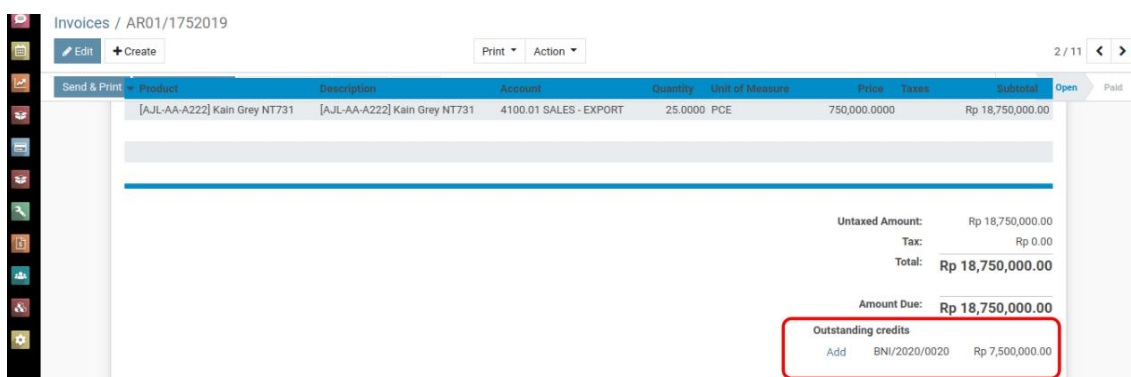 Invoices / AR01/1752019
Edit + Create Print Action 2 / 11
Send & Print Product Description Account Quantity Unit of Measure Price Taxes Subtotal Open Paid
[AJL-AA-A222] Kain Grey NT731 [AJL-AA-A222] Kain Grey NT731 4100.01 SALES - EXPORT 25.0000 PCE 750,000.0000 Rp 18,750,000.00
Untaxed Amount: Rp 18,750,000.00
Tax: Rp 0.00
Total: Rp 18,750,000.00
Amount Due: Rp 18,750,000.00
Outstanding credits
Add BNI/2020/0020 Rp 7,500,000.00